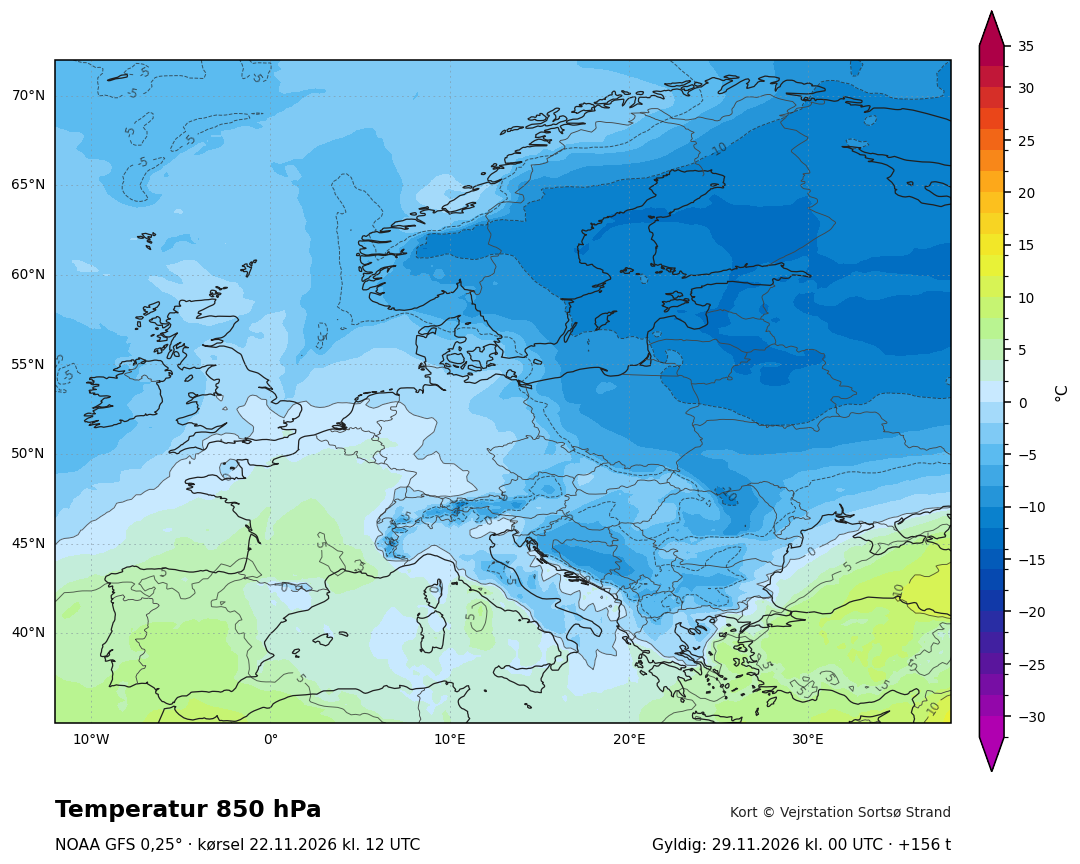 70°N
65°N
60°N
55°N
50°N
45°N
40°N
10°W
0°
10°E
20°E
30°E
35
30
25
20
15
10
5
0
−5
−10
−15
−20
−25
−30
°C
Temperatur 850 hPa
Kort © Vejrstation Sortsø Strand
NOAA GFS 0,25° · kørsel 22.11.2026 kl. 12 UTC
Gyldig: 29.11.2026 kl. 00 UTC · +156 t